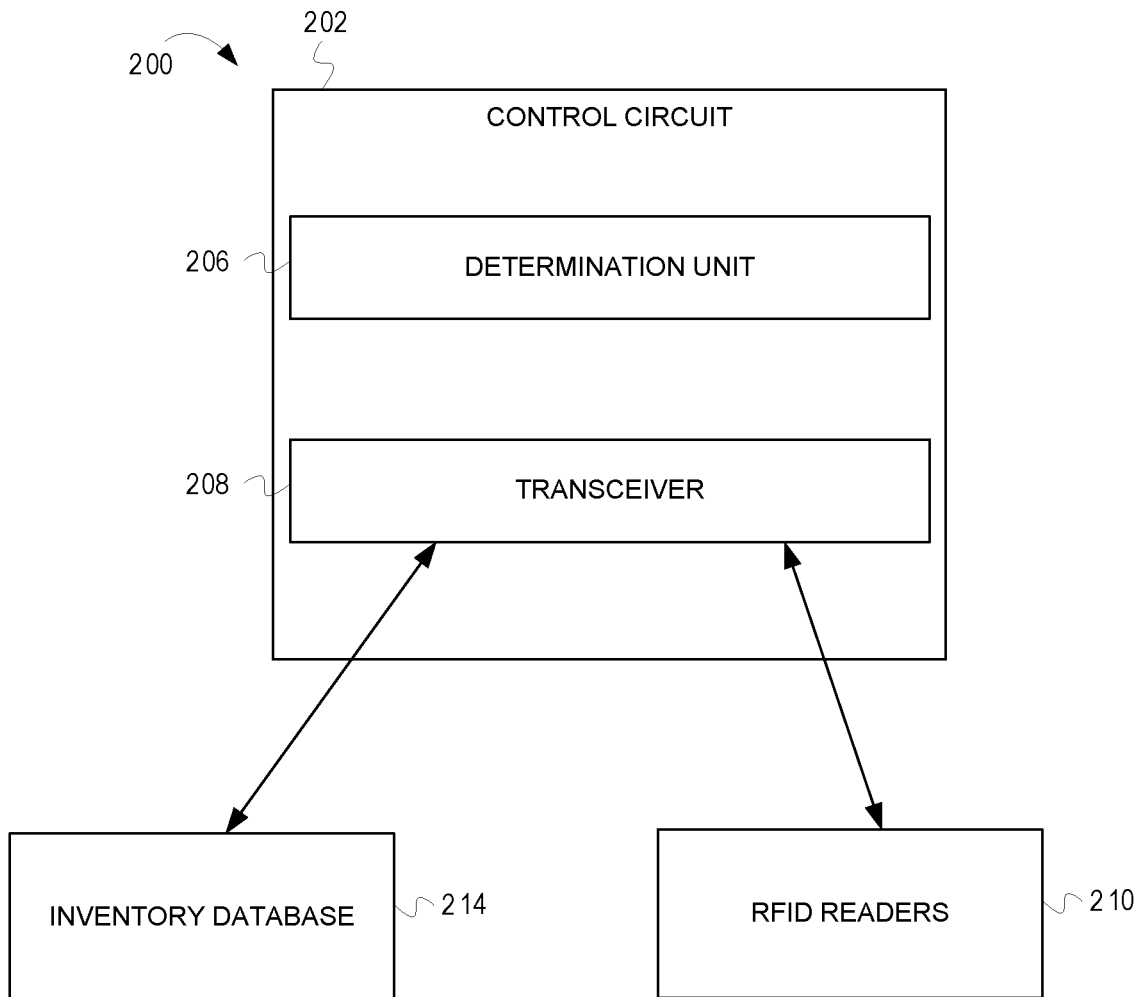 202
200
CONTROL CIRCUIT
206
DETERMINATION UNIT
208
TRANSCEIVER
INVENTORY DATABASE
214
RFID READERS
210